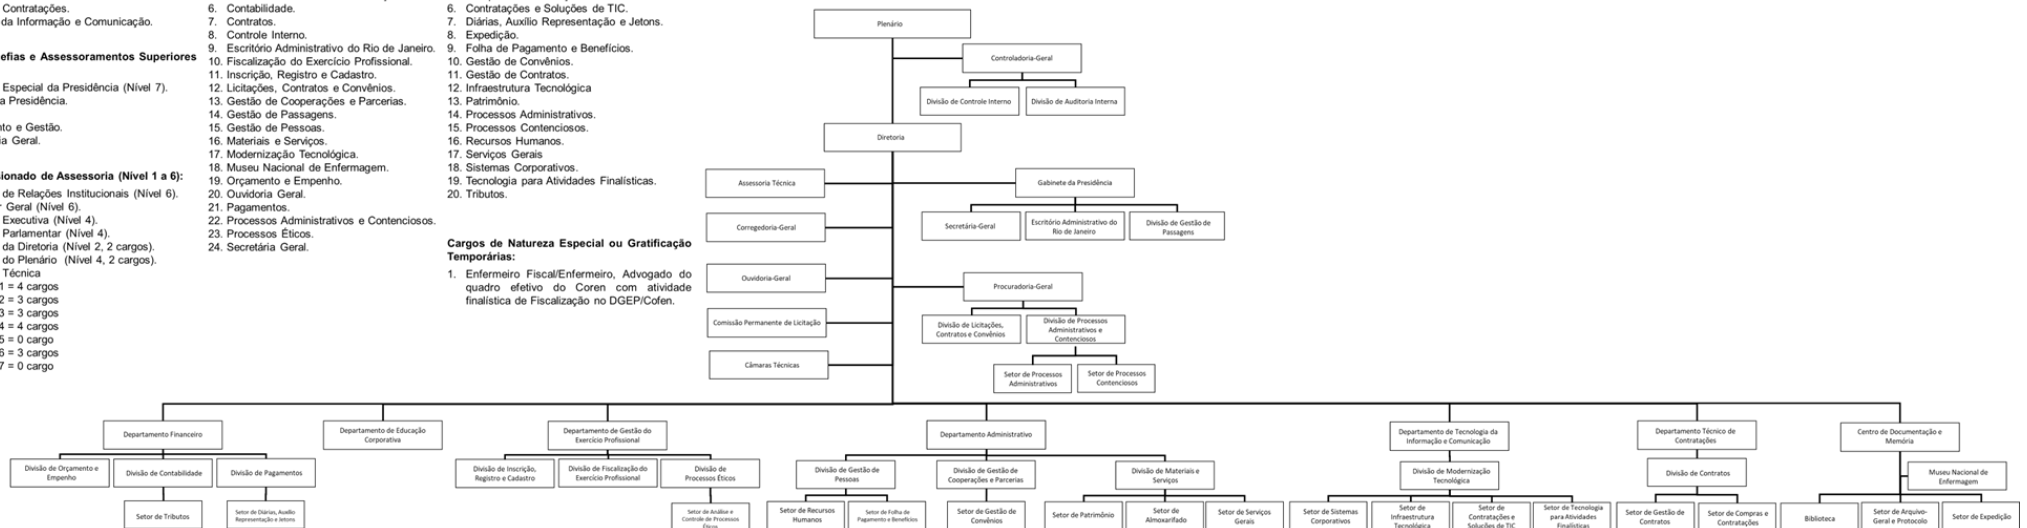 Contratações.
da Informação e Comunicação.
efias e Assessoramentos Superiores
Especial da Presidência (Nível 7).
a Presidência.
nto e Gestão.
ia Geral.
sionado de Assessoria (Nível 1 a 6):
de Relações Institucionais (Nível 6).
r Geral (Nível 6).
Executiva (Nível 4).
Parlamentar (Nível 4).
da Diretoria (Nível 2, 2 cargos).
do Plenário (Nível 4, 2 cargos).
Técnica
1 = 4 cargos
2 = 3 cargos
3 = 3 cargos
4 = 4 cargos
5 = 0 cargo
6 = 3 cargos
7 = 0 cargo
6. Contabilidade.
7. Contratos.
8. Controle Interno.
9. Escritório Administrativo do Rio de Janeiro.
10. Fiscalização do Exercício Profissional.
11. Inscrição, Registro e Cadastro.
12. Licitações, Contratos e Convênios.
13. Gestão de Cooperações e Parcerias.
14. Gestão de Passagens.
15. Gestão de Pessoas.
16. Materiais e Serviços.
17. Modernização Tecnológica.
18. Museu Nacional de Enfermagem.
19. Orçamento e Empenho.
20. Ouvidoria Geral.
21. Pagamentos.
22. Processos Administrativos e Contenciosos.
23. Processos Éticos.
24. Secretária Geral.
6. Contratações e Soluções de TIC.
7. Diárias, Auxílio Representação e Jetons.
8. Expedição.
9. Folha de Pagamento e Benefícios.
10. Gestão de Convênios.
11. Gestão de Contratos.
12. Infraestrutura Tecnológica
13. Patrimônio.
14. Processos Administrativos.
15. Processos Contenciosos.
16. Recursos Humanos.
17. Serviços Gerais
18. Sistemas Corporativos.
19. Tecnologia para Atividades Finalísticas.
20. Tributos.
Cargos de Natureza Especial ou Gratificação
Temporárias:
1. Enfermeiro Fiscal/Enfermeiro, Advogado do
quadro efetivo do Coren com atividade
finalística de Fiscalização no DGEP/Cofen.
Plenário
Controladoria-Geral
Divisão de Controle Interno
Divisão de Auditoria Interna
Diretoria
Assessoria Técnica
Gabinete da Presidência
Corregedoria-Geral
Secretária-Geral
Escritório Administrativo do
Rio de Janeiro
Divisão de Gestão de
Passagens
Ouvidoria-Geral
Procuradoria-Geral
Comissão Permanente de Licitação
Divisão de Licitações,
Contratos e Convênios
Divisão de Processos
Administrativos e
Contenciosos
Câmaras Técnicas
Setor de Processos
Administrativos
Setor de Processos
Contenciosos
Departamento Financeiro
Departamento de Educação
Corporativa
Departamento de Gestão do
Exercício Profissional
Departamento Administrativo
Departamento de Tecnologia da
Informação e Comunicação
Departamento Técnico de
Contratações
Centro de Documentação e
Memória
Divisão de Orçamento e
Empenho
Divisão de Contabilidade
Divisão de Pagamentos
Divisão de Inscrição,
Registro e Cadastro
Divisão de Fiscalização do
Exercício Profissional
Divisão de
Processos Éticos
Divisão de Gestão de
Pessoas
Divisão de Gestão de
Cooperações e Parcerias
Divisão de Materiais e
Serviços
Divisão de Modernização
Tecnológica
Divisão de Contratos
Museu Nacional de
Enfermagem
Setor de Tributos
Setor de Diárias, Auxílio
Representação e Jetons
Setor de Análise e
Controle de Processos
Éticos
Setor de Recursos
Humanos
Setor de Folha de
Pagamento e Benefícios
Setor de Gestão de
Convênios
Setor de Patrimônio
Setor de
Almoxarifado
Setor de Serviços
Gerais
Setor de Sistemas
Corporativos
Setor de
Infraestrutura
Tecnológica
Setor de
Contratações e
Soluções de TIC
Setor de Tecnologia
para Atividades
Finalísticas
Setor de Gestão de
Contratos
Setor de Compras e
Contratações
Biblioteca
Setor de Arquivo-
Geral e Protocolo
Setor de Expedição